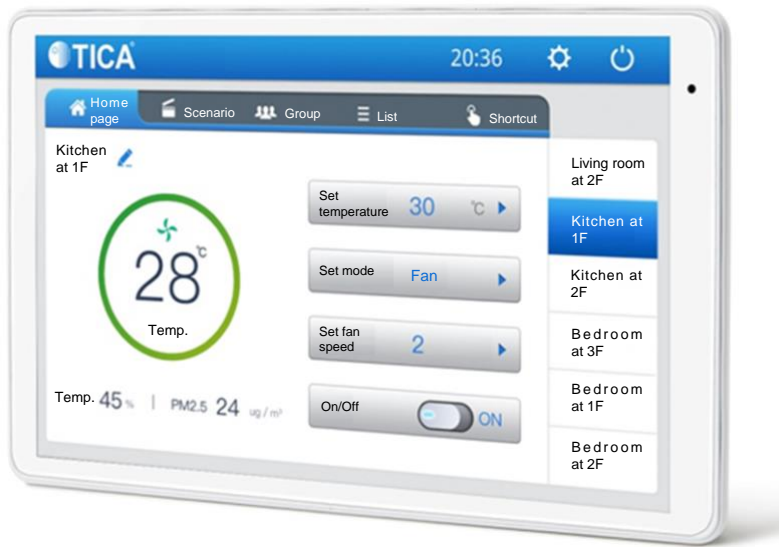 TICA
20:36
Home
page
Scenario
Group
List
Shortcut
Kitchen
at 1F
28
°C
Temp.
Temp. 45 % | PM2.5 24 ug/m³
Set
temperature
30 °C
Set mode
Fan
Set fan
speed
2
On/Off
ON
Living room
at 2F
Kitchen at
1F
Kitchen at
2F
Bedroom
at 3F
Bedroom
at 1F
Bedroom
at 2F